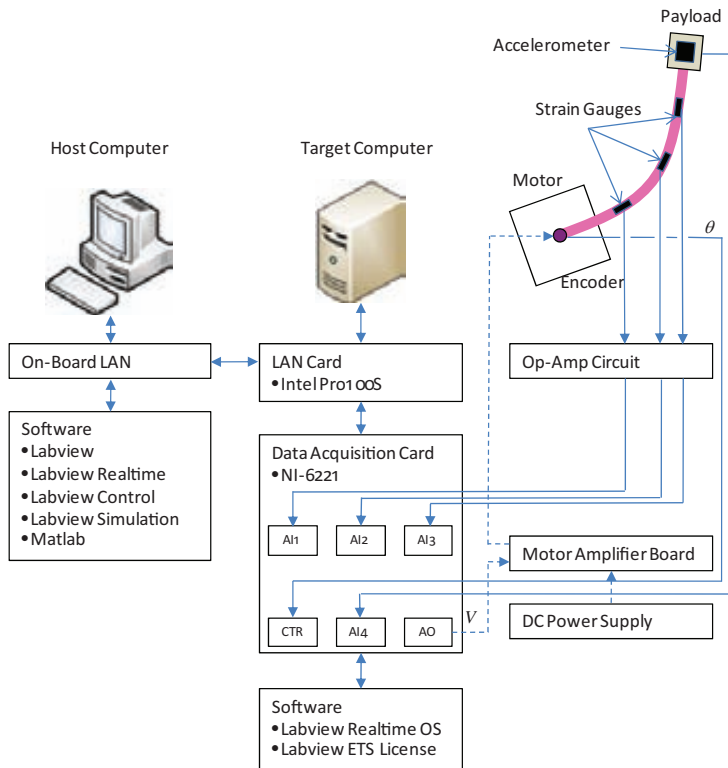 Payload
Accelerometer
Strain Gauges
Host Computer
Target Computer
Motor
θ
Encoder
On-Board LAN
LAN Card
•Intel Pro100S
Op-Amp Circuit
Software
•Labview
•Labview Realtime
•Labview Control
•Labview Simulation
•Matlab
Data Acquisition Card
•NI-6221
AI1
AI2
AI3
Motor Amplifier Board
CTR
AI4
AO
V
DC Power Supply
Software
•Labview Realtime OS
•Labview ETS License